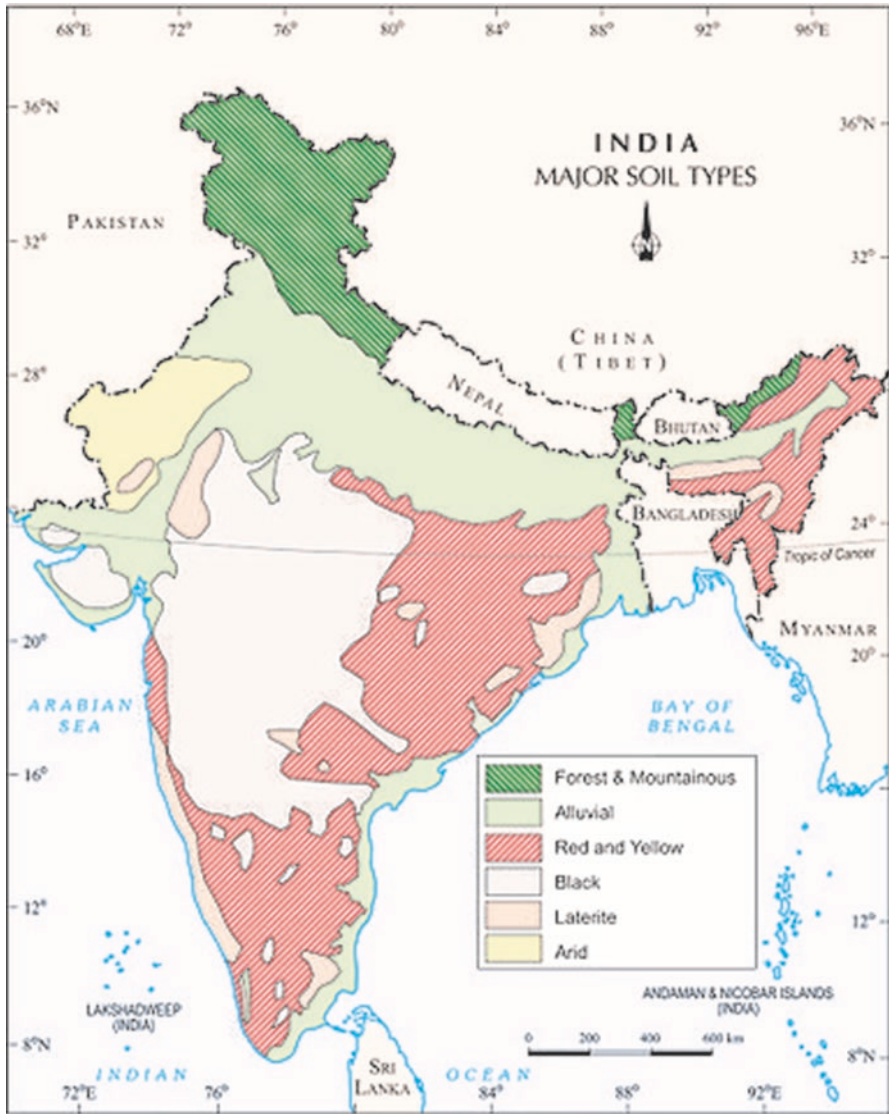 68°E 72° 76° 80° 84° 88° 92° 96°E
36°N
36°N
INDIA
MAJOR SOIL TYPES
N
PAKISTAN
32°
32°
CHINA
(TIBET)
28°
28°
NEPAL
BHUTAN
BANGLADESH
24°
24°
Tropic of Cancer
MYANMAR
20°
20°
ARABIAN
SEA
BAY OF
BENGAL
16°
Forest & Mountainous
Alluvial
Red and Yellow
Black
Laterite
Arid
12°
12°
LAKSHADWEEP
(INDIA)
ANDAMAN & NICOBAR ISLANDS
(INDIA)
0 200 400 600 km
8°N
8°N
INDIAN OCEAN
SRI
LANKA
72°E 76° 84° 88° 92°E